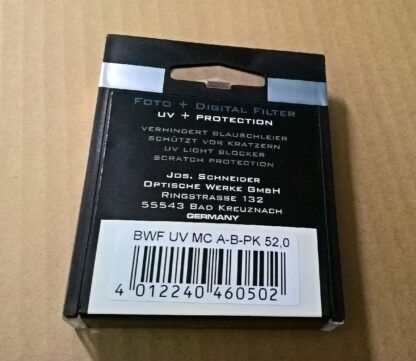 FOTO + DIGITAL FILTER
UV + PROTECTION
VERHINDERT BLAUSCHLEIER
SCHÜTZT VOR KRATZERN
UV LIGHT BLOCKER
SCRATCH PROTECTION
JOS. SCHNEIDER
OPTISCHE WERKE GMBH
RINGSTRASSE 132
55543 BAD KREUZNACH
GERMANY
BWF UV MC A-B-PK 52,0
4 012240 460502